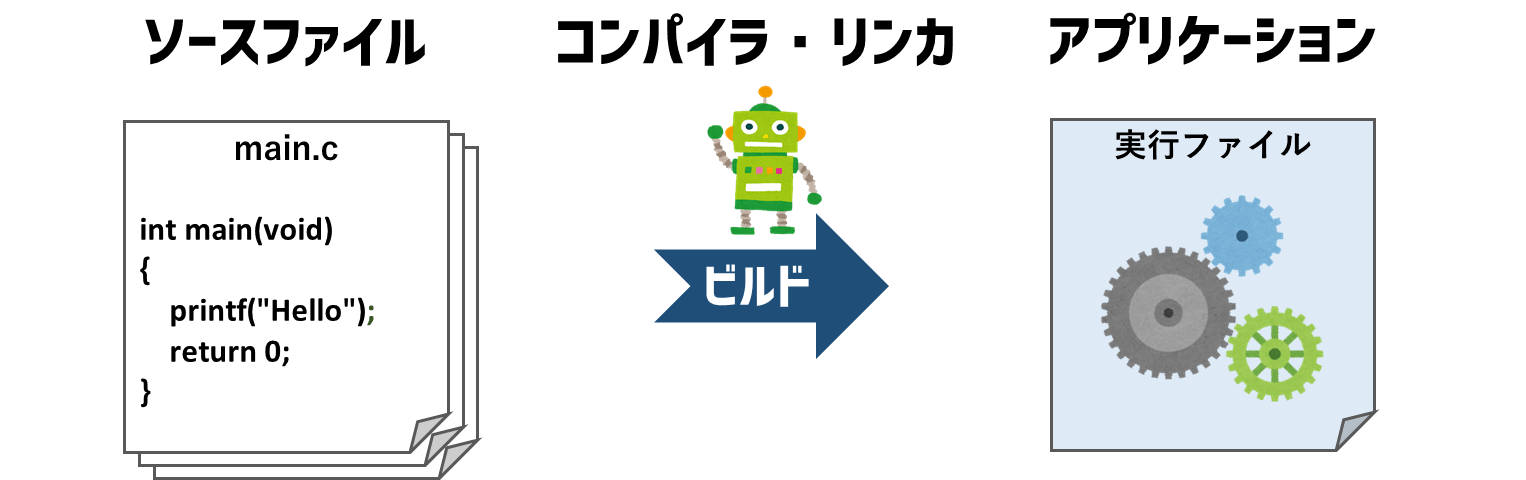 ソースファイル
コンパイラ・リンカ
アプリケーション
main.c
int main(void)
{
printf("Hello");
return 0;
}
ビルド
実行ファイル